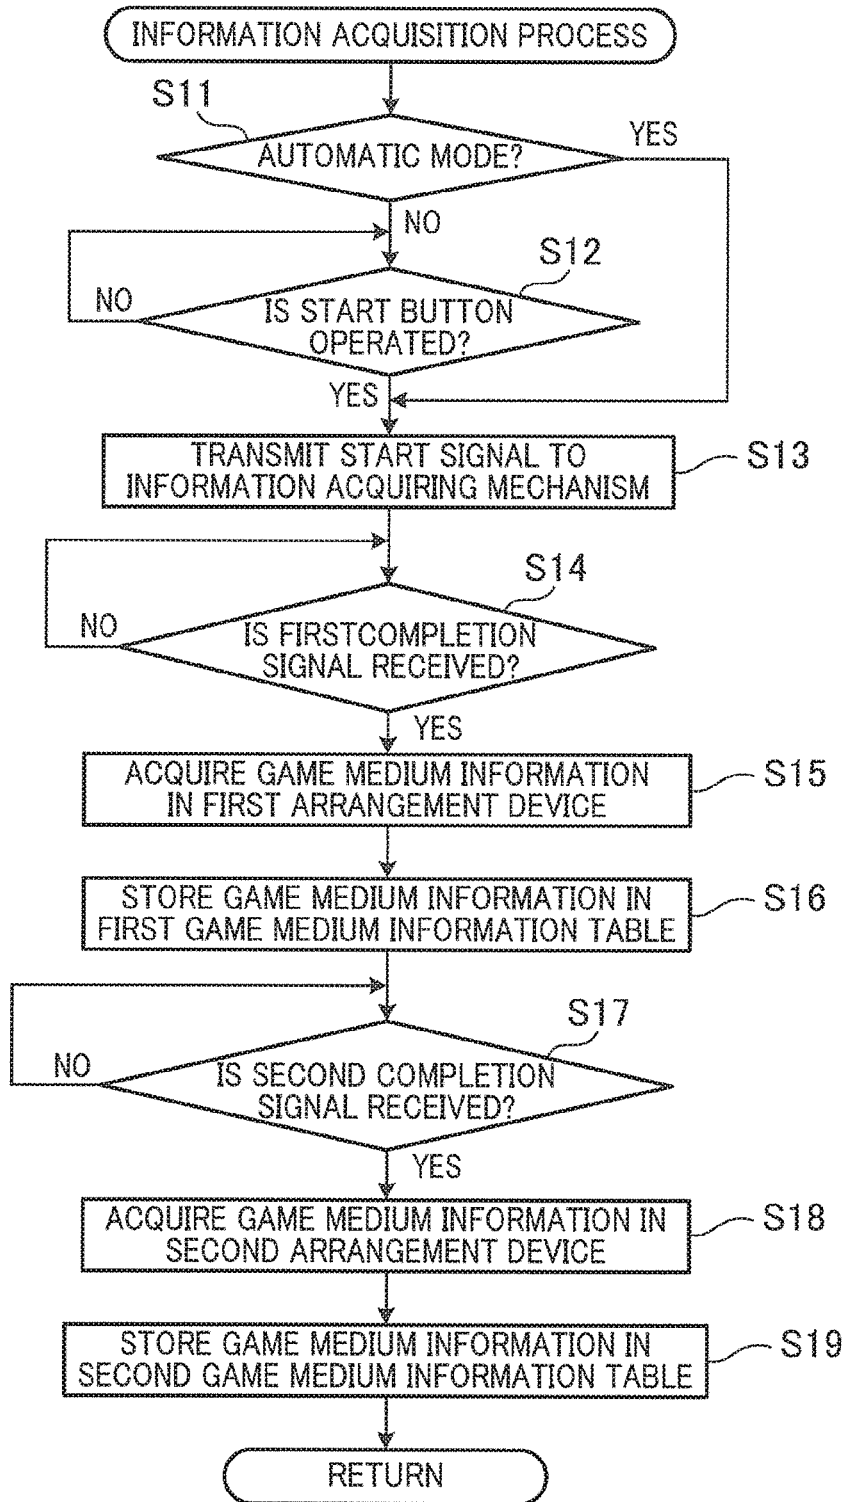 INFORMATION ACQUISITION PROCESS
S11
AUTOMATIC MODE?
YES
NO
S12
NO
IS START BUTTON
OPERATED?
YES
TRANSMIT START SIGNAL TO
INFORMATION ACQUIRING MECHANISM
S13
S14
NO
IS FIRSTCOMPLETION
SIGNAL RECEIVED?
YES
ACQUIRE GAME MEDIUM INFORMATION
IN FIRST ARRANGEMENT DEVICE
S15
STORE GAME MEDIUM INFORMATION IN
FIRST GAME MEDIUM INFORMATION TABLE
S16
S17
NO
IS SECOND COMPLETION
SIGNAL RECEIVED?
YES
ACQUIRE GAME MEDIUM INFORMATION IN
SECOND ARRANGEMENT DEVICE
S18
STORE GAME MEDIUM INFORMATION IN
SECOND GAME MEDIUM INFORMATION TABLE
S19
RETURN